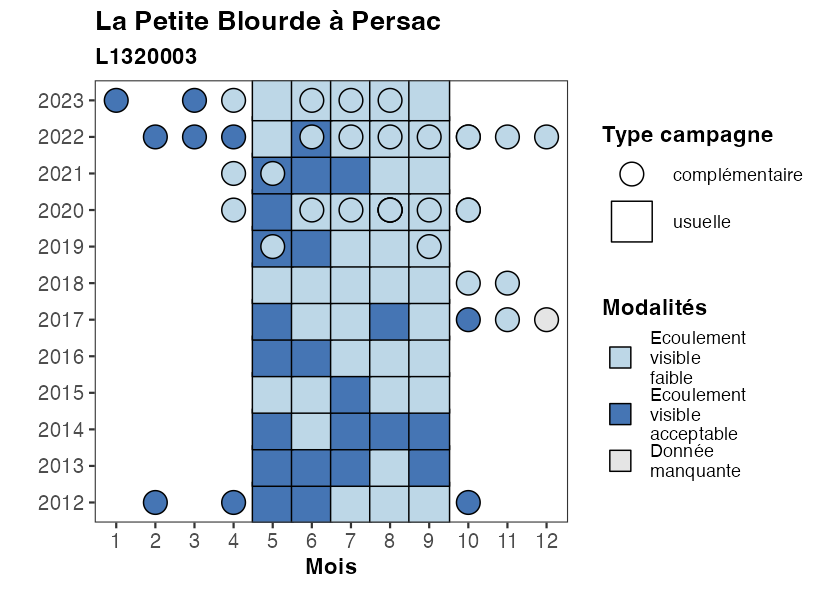 La Petite Blourde à Persac
L1320003
2023
2022
2021
2020
2019
2018
2017
2016
2015
2014
2013
2012
1 2 3 4 5 6 7 8 9 10 11 12
Mois
Type campagne
complémentaire
usuelle
Modalités
Ecoulement
visible
faible
Ecoulement
visible
acceptable
Donnée
manquante